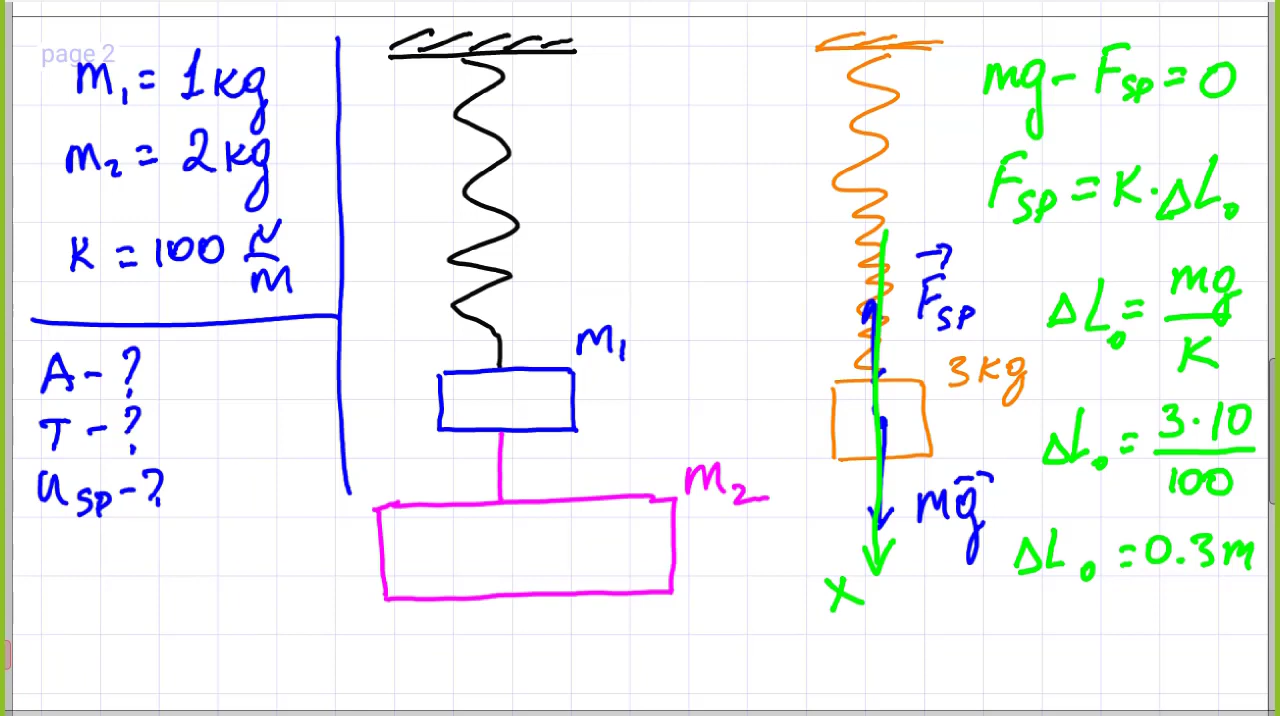 page 2
m₁ = 1kg
m₂ = 2kg
K = 100 N/m
A - ?
T - ?
a_sp - ?
m₁
m₂
F⃗_sp
3kg
mg⃗
X
mg - F_sp = 0
F_sp = K · ΔL₀
ΔL₀ = mg/K
ΔL₀ = 3·10/100
ΔL₀ = 0.3m